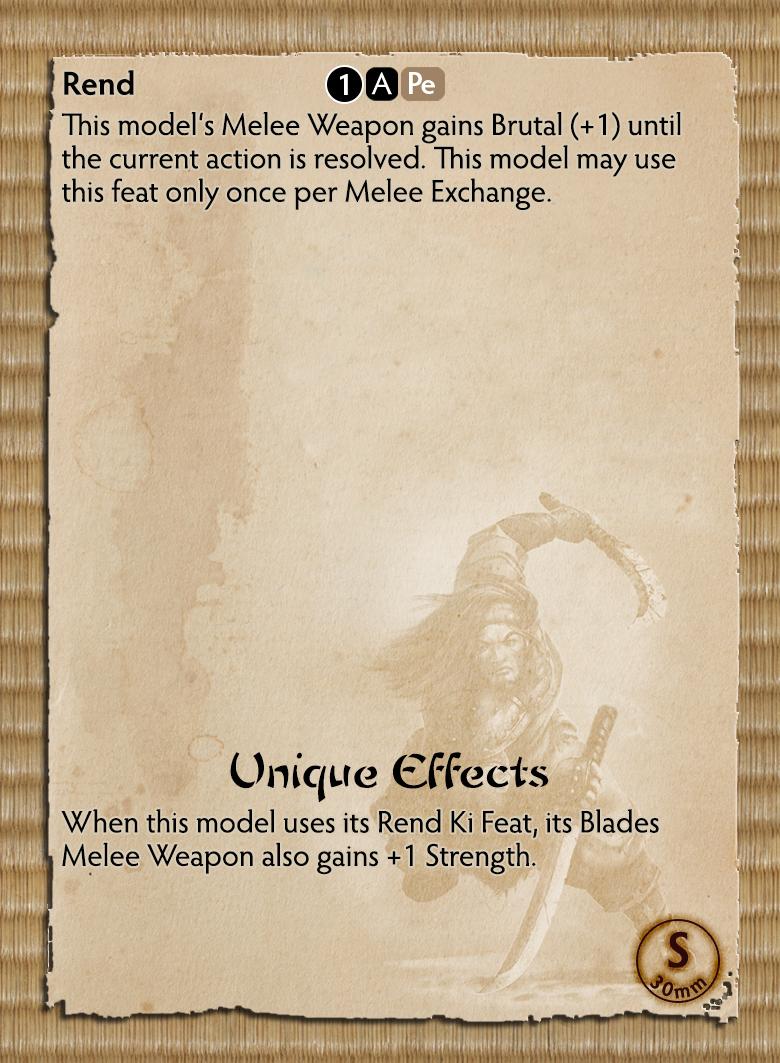 Rend 1 A Pe
This model's Melee Weapon gains Brutal (+1) until
the current action is resolved. This model may use
this feat only once per Melee Exchange.
Unique Effects
When this model uses its Rend Ki Feat, its Blades
Melee Weapon also gains +1 Strength.
S
30mm